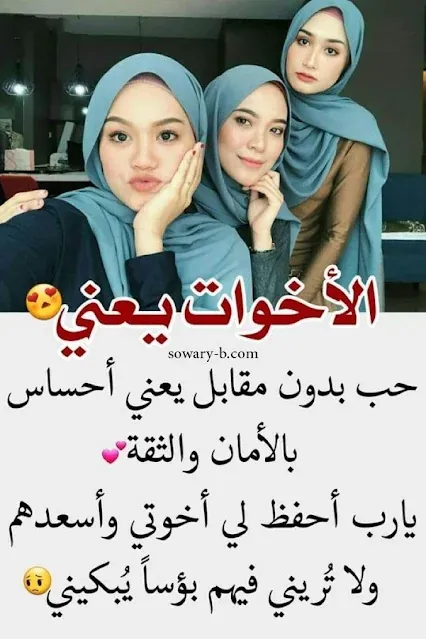 الأخوات يعني😍
sowary-b.com
حب بدون مقابل يعني أحساس
بالأمان والثقة💕
يارب أحفظ لي أخوتي وأسعدهم
ولا تُريني فيهم بؤساً يُبكيني😔